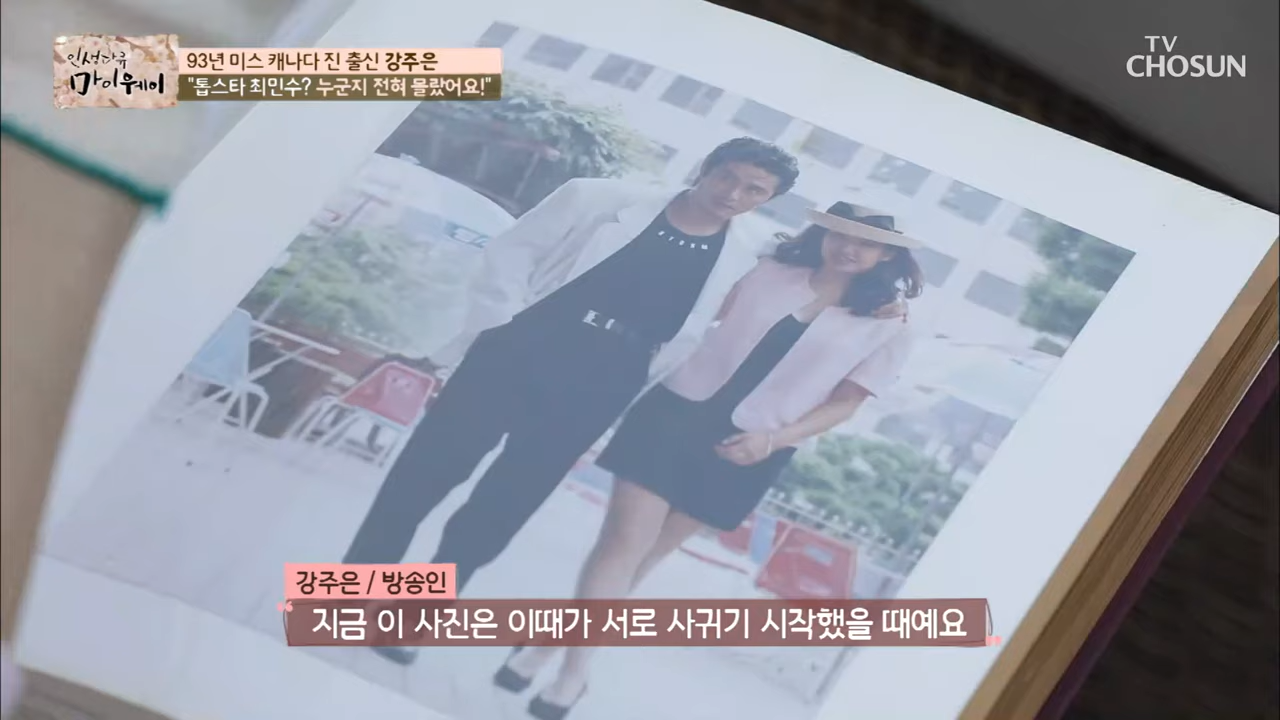 인생다큐
마이웨이
93년 미스 캐나다 진 출신 강주은
"톱스타 최민수? 누군지 전혀 몰랐어요!"
TV
CHOSUN
강주은 / 방송인
지금 이 사진은 이때가 서로 사귀기 시작했을 때예요